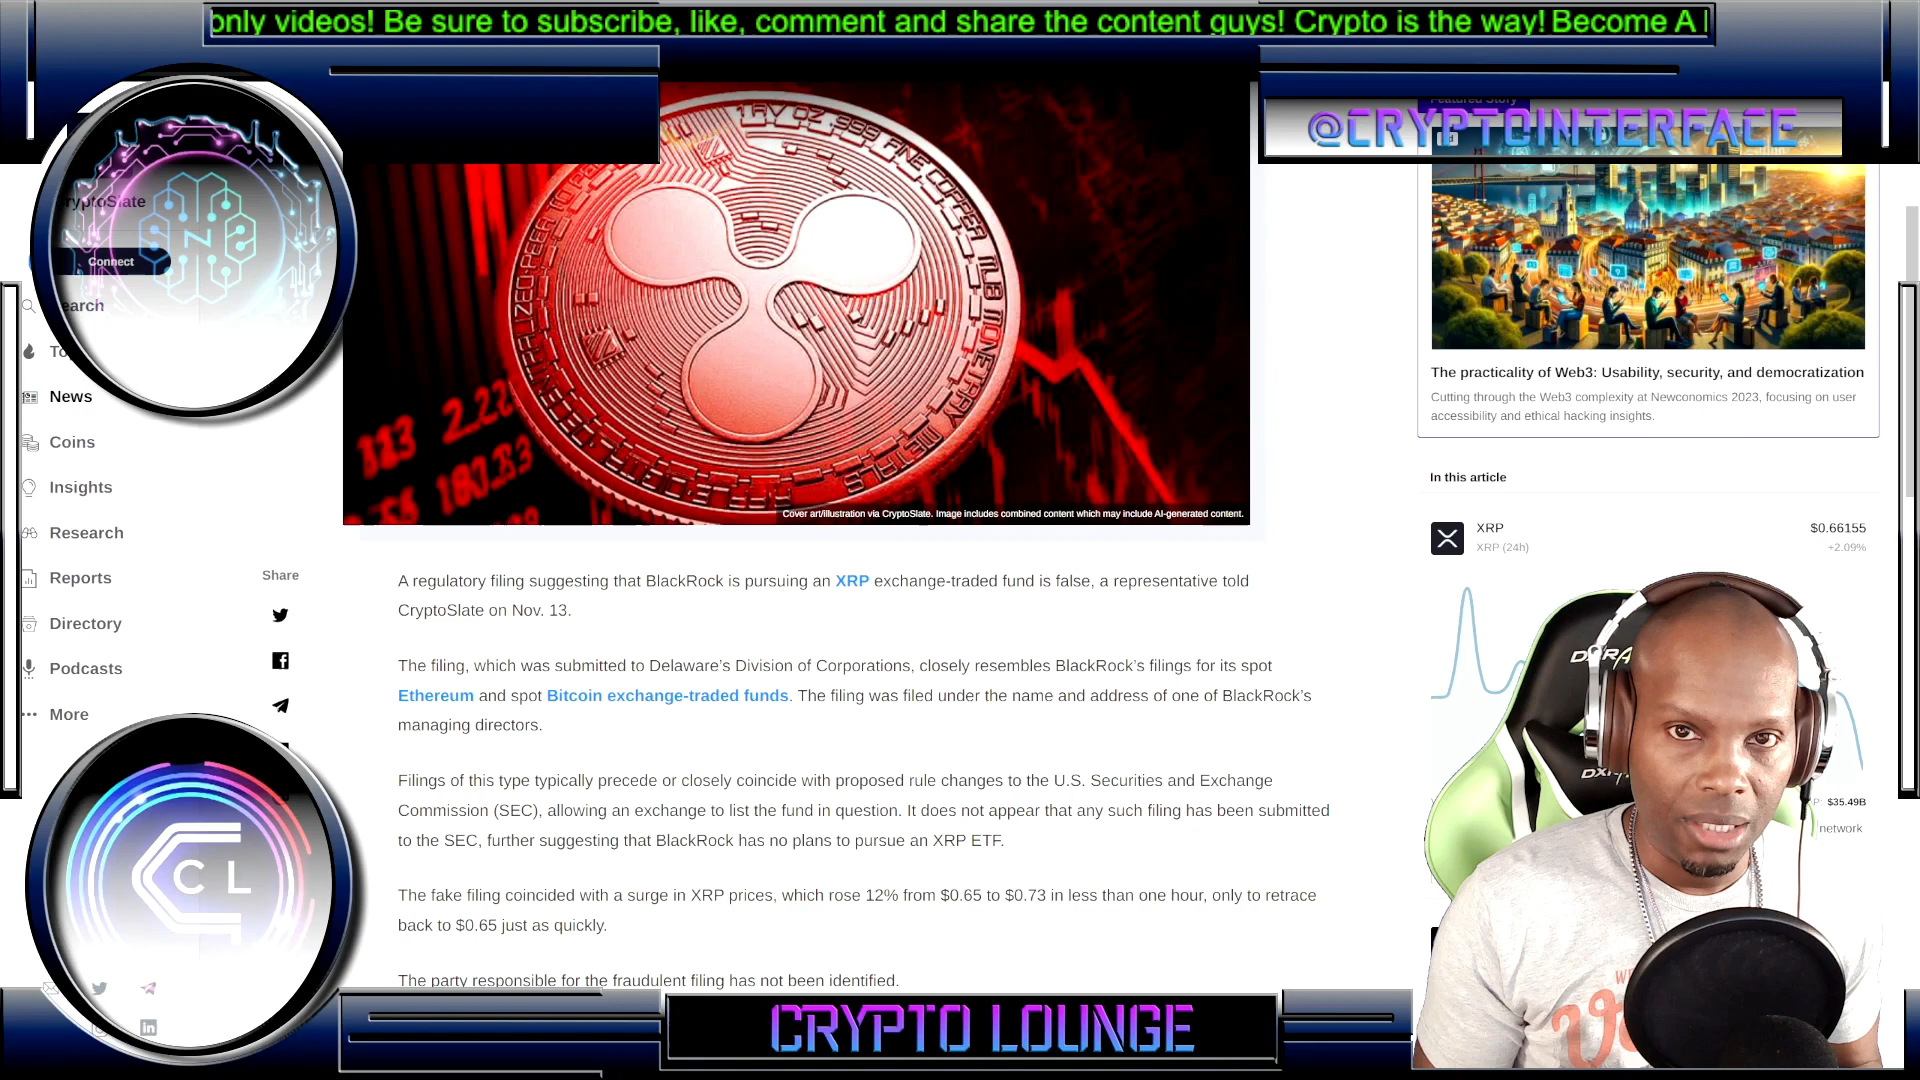 only videos! Be sure to subscribe, like, comment and share the content guys! Crypto is the way! Become A
Featured Story
@CRYPTOINTERFACE
CryptoSlate
Connect
Search
News
Coins
Insights
Research
Reports
Directory
Podcasts
More
Share
1 TROY OZ .999 FINE COPPER
Cover art/illustration via CryptoSlate. Image includes combined content which may include AI-generated content.
A regulatory filing suggesting that BlackRock is pursuing an XRP exchange-traded fund is false, a representative told
CryptoSlate on Nov. 13.
The filing, which was submitted to Delaware’s Division of Corporations, closely resembles BlackRock’s filings for its spot
Ethereum and spot Bitcoin exchange-traded funds. The filing was filed under the name and address of one of BlackRock’s
managing directors.
Filings of this type typically precede or closely coincide with proposed rule changes to the U.S. Securities and Exchange
Commission (SEC), allowing an exchange to list the fund in question. It does not appear that any such filing has been submitted
to the SEC, further suggesting that BlackRock has no plans to pursue an XRP ETF.
The fake filing coincided with a surge in XRP prices, which rose 12% from $0.65 to $0.73 in less than one hour, only to retrace
back to $0.65 just as quickly.
The party responsible for the fraudulent filing has not been identified.
The practicality of Web3: Usability, security, and democratization
Cutting through the Web3 complexity at Newconomics 2023, focusing on user
accessibility and ethical hacking insights.
In this article
XRP
$0.66155
XRP (24h)
+2.09%
$35.49B
network
N
C L
CRYPTO LOUNGE